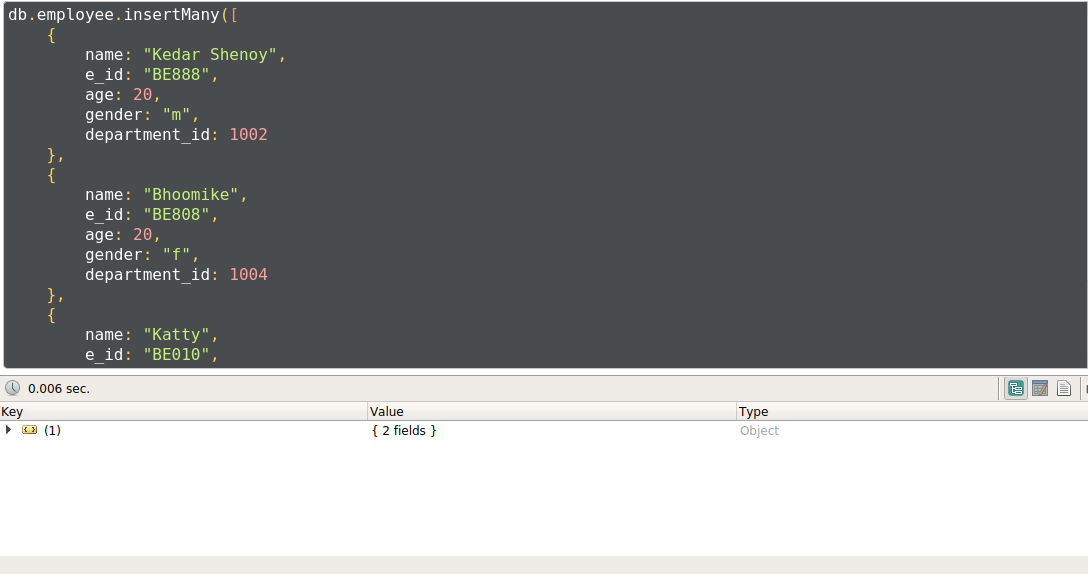 db.employee.insertMany([
    {
        name: "Kedar Shenoy",
        e_id: "BE888",
        age: 20,
        gender: "m",
        department_id: 1002
    },
    {
        name: "Bhoomike",
        e_id: "BE808",
        age: 20,
        gender: "f",
        department_id: 1004
    },
    {
        name: "Katty",
        e_id: "BE010",
0.006 sec.
Key Value Type
(1) { 2 fields } Object